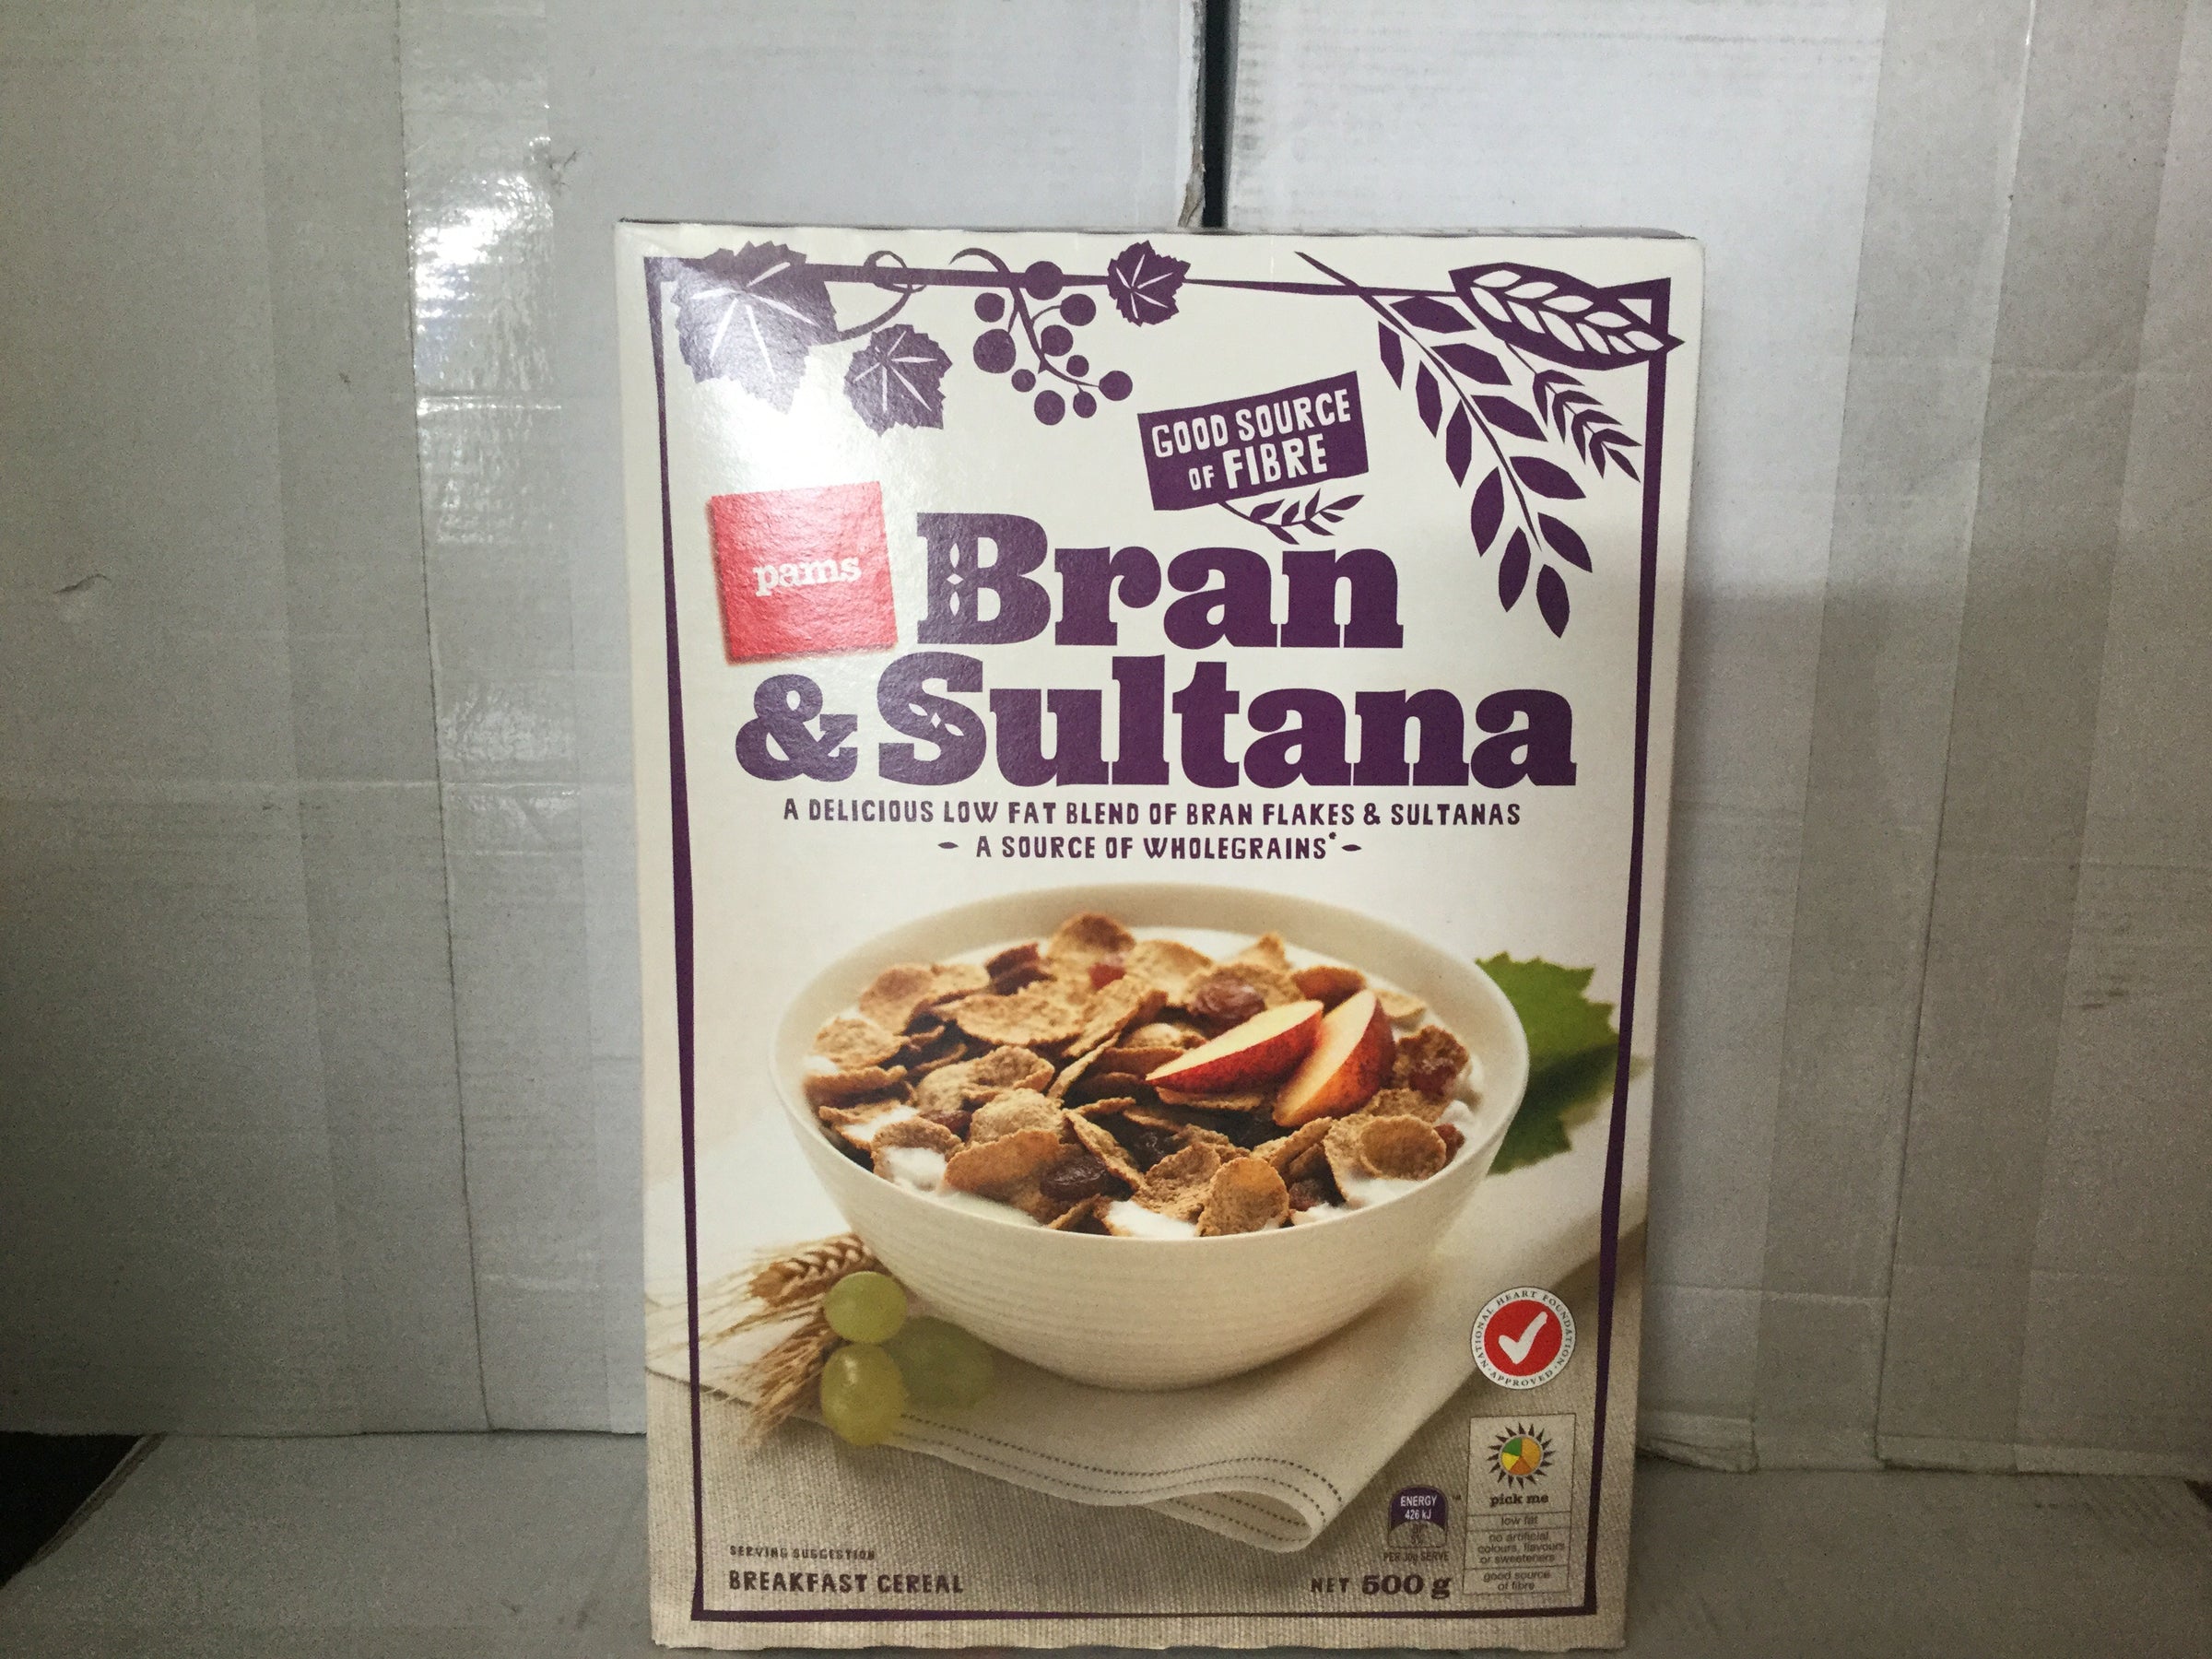 GOOD SOURCE
OF FIBRE
pams
Bran
& Sultana
A DELICIOUS LOW FAT BLEND OF BRAN FLAKES & SULTANAS
- A SOURCE OF WHOLEGRAINS* -
NATIONAL HEART FOUNDATION
APPROVED
pick me
low fat
no artificial
colours, flavours
or sweeteners
good source
of fibre
ENERGY
426 kJ
PER 30g SERVE
SERVING SUGGESTION
BREAKFAST CEREAL
NET 500 g